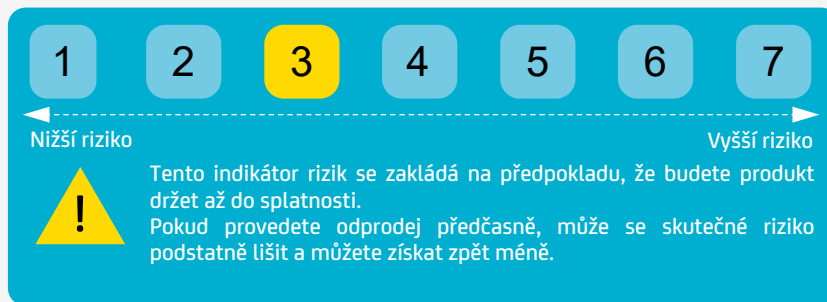 1 2 3 4 5 6 7
Nižší riziko Vyšší riziko
Tento indikátor rizik se zakládá na předpokladu, že budete produkt
držet až do splatnosti.
Pokud provedete odprodej předčasně, může se skutečné riziko
podstatně lišit a můžete získat zpět méně.
!